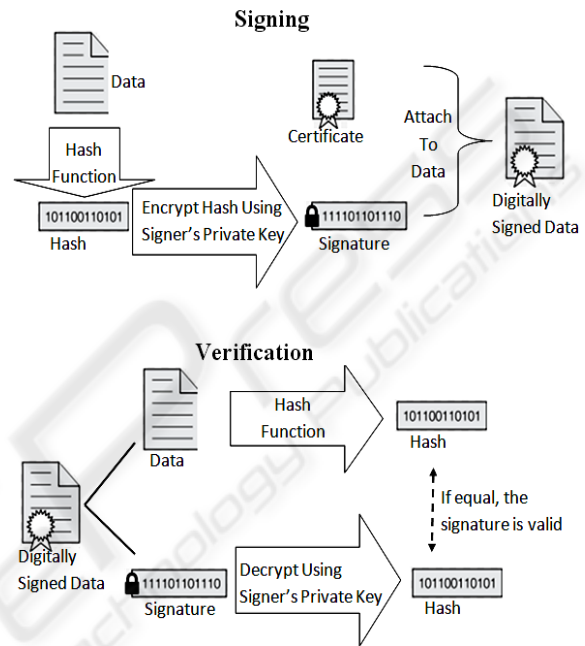 Signing
Data
Hash
Function
101100110101
Hash
Encrypt Hash Using
Signer's Private Key
Certificate
111101101110
Signature
Attach
To
Data
Digitally
Signed Data
Verification
Data
Hash
Function
101100110101
Hash
Digitally
Signed Data
If equal, the
signature is valid
111101101110
Signature
Decrypt Using
Signer's Private Key
101100110101
Hash